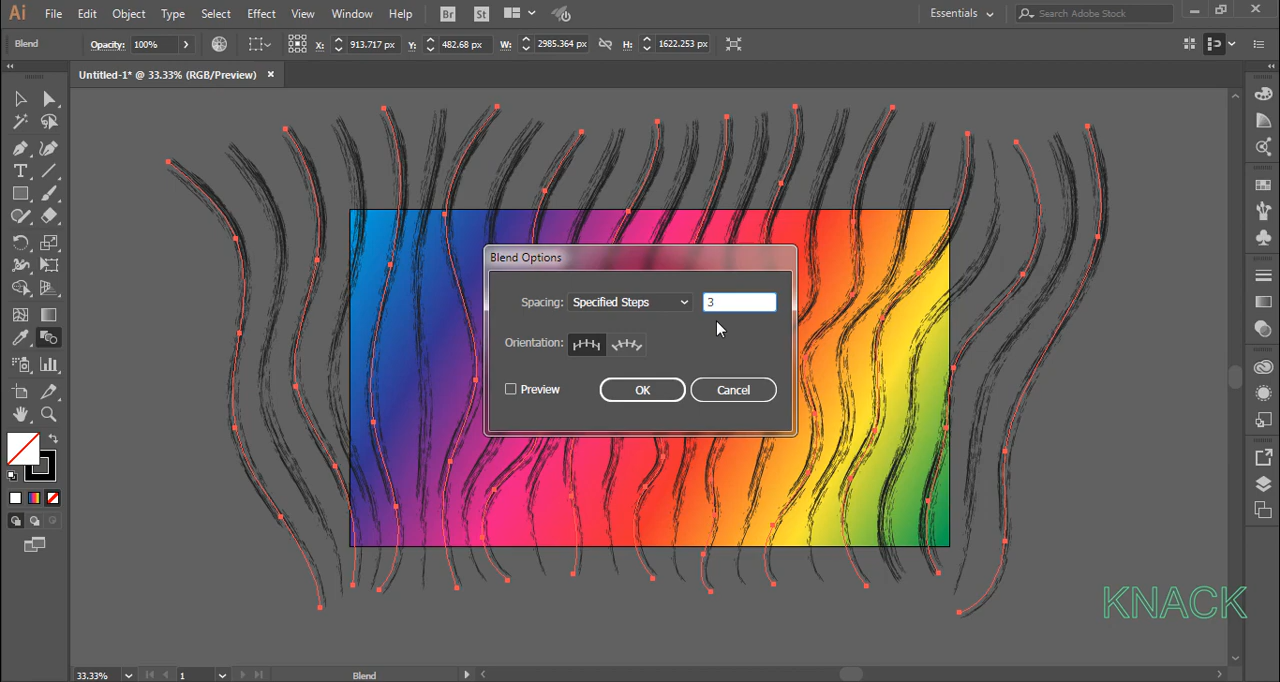 Ai File Edit Object Type Select Effect View Window Help Br St Essentials Search Adobe Stock
Blend Opacity: 100% X: 913.717 px Y: 482.68 px W: 2985.364 px H: 1622.253 px
Untitled-1* @ 33.33% (RGB/Preview) ×
Blend Options
Spacing: Specified Steps 3
Orientation:
Preview OK Cancel
KNACK
33.33% 1 Blend